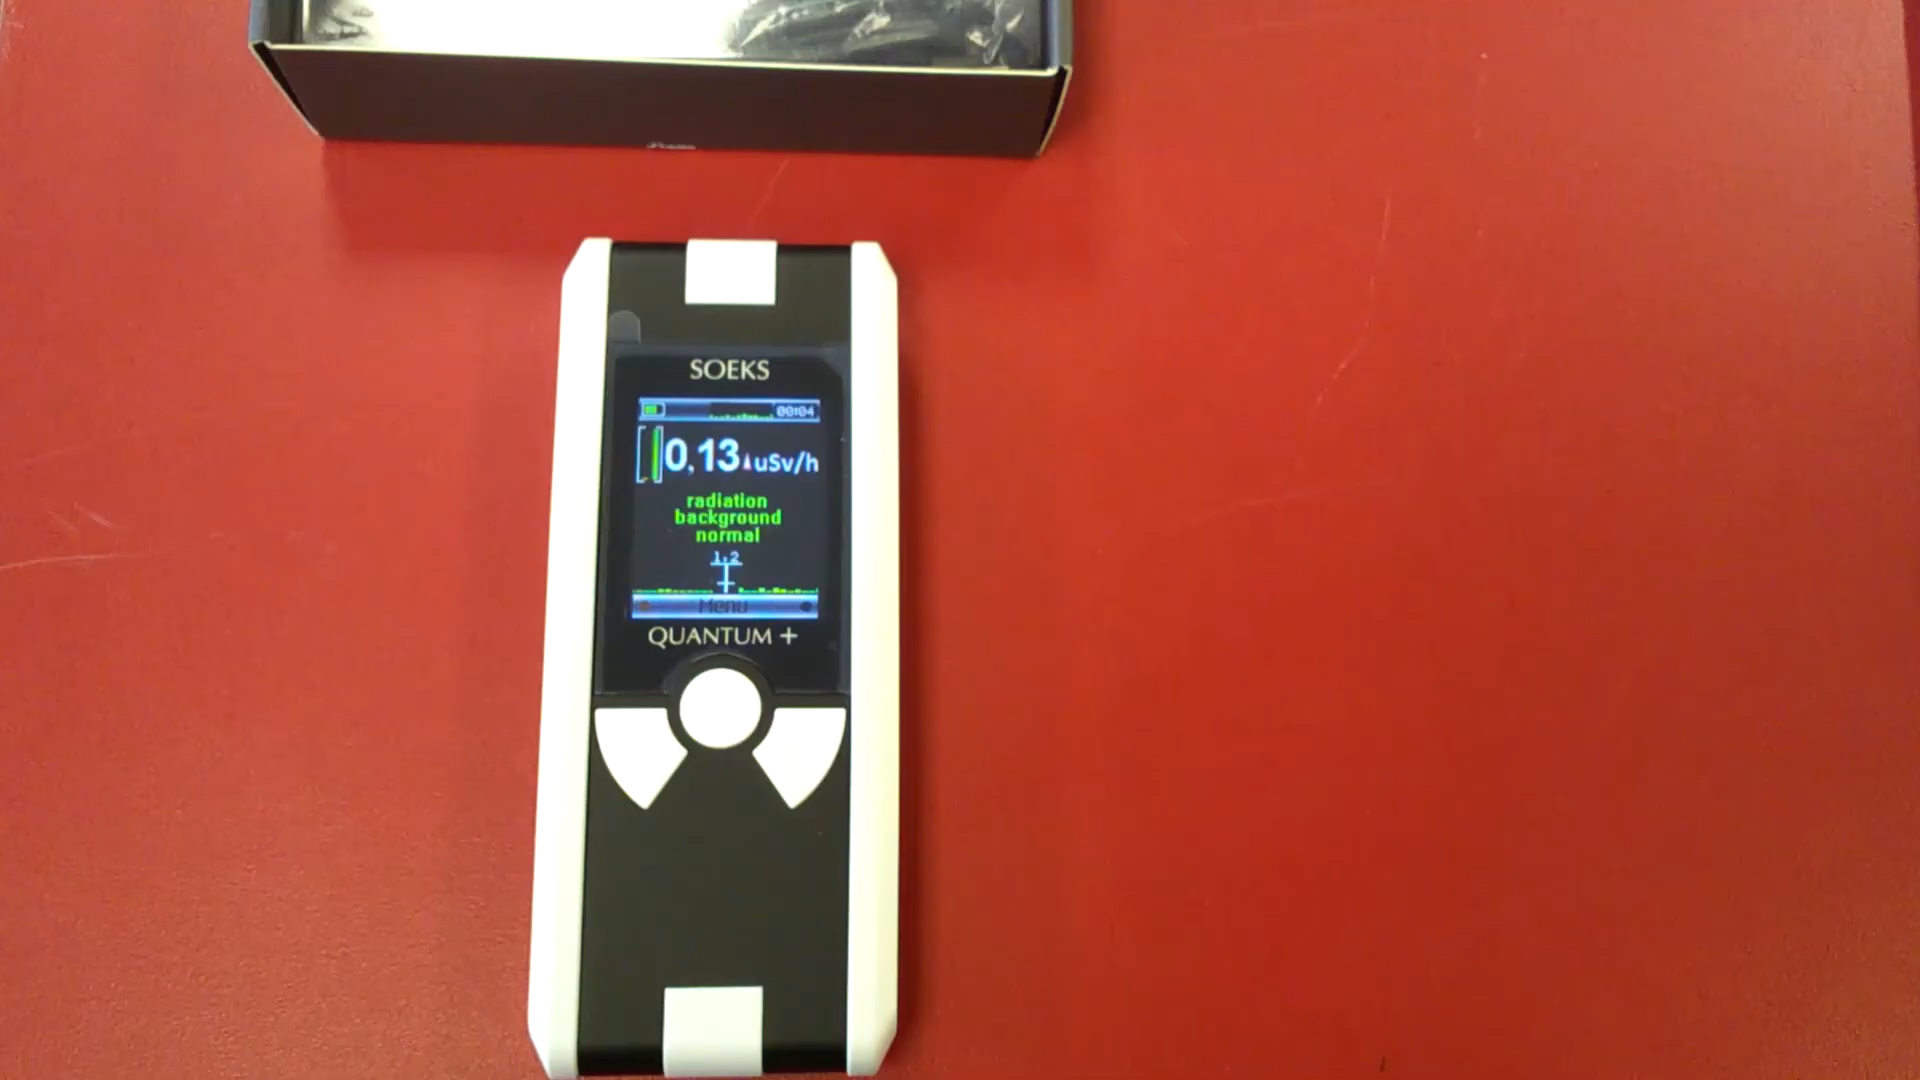 SOEKS
00:04
0,13 uSv/h
radiation
background
normal
1,2
Menu
QUANTUM +